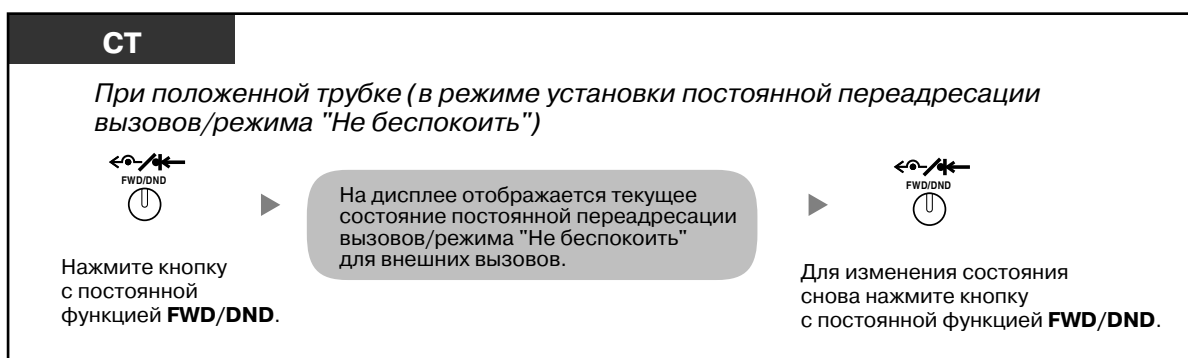 СТ
При положенной трубке (в режиме установки постоянной переадресации
вызовов/режима "Не беспокоить")
FWD/DND
Нажмите кнопку
с постоянной
функцией FWD/DND.
На дисплее отображается текущее
состояние постоянной переадресации
вызовов/режима "Не беспокоить"
для внешних вызовов.
FWD/DND
Для изменения состояния
снова нажмите кнопку
с постоянной функцией FWD/DND.